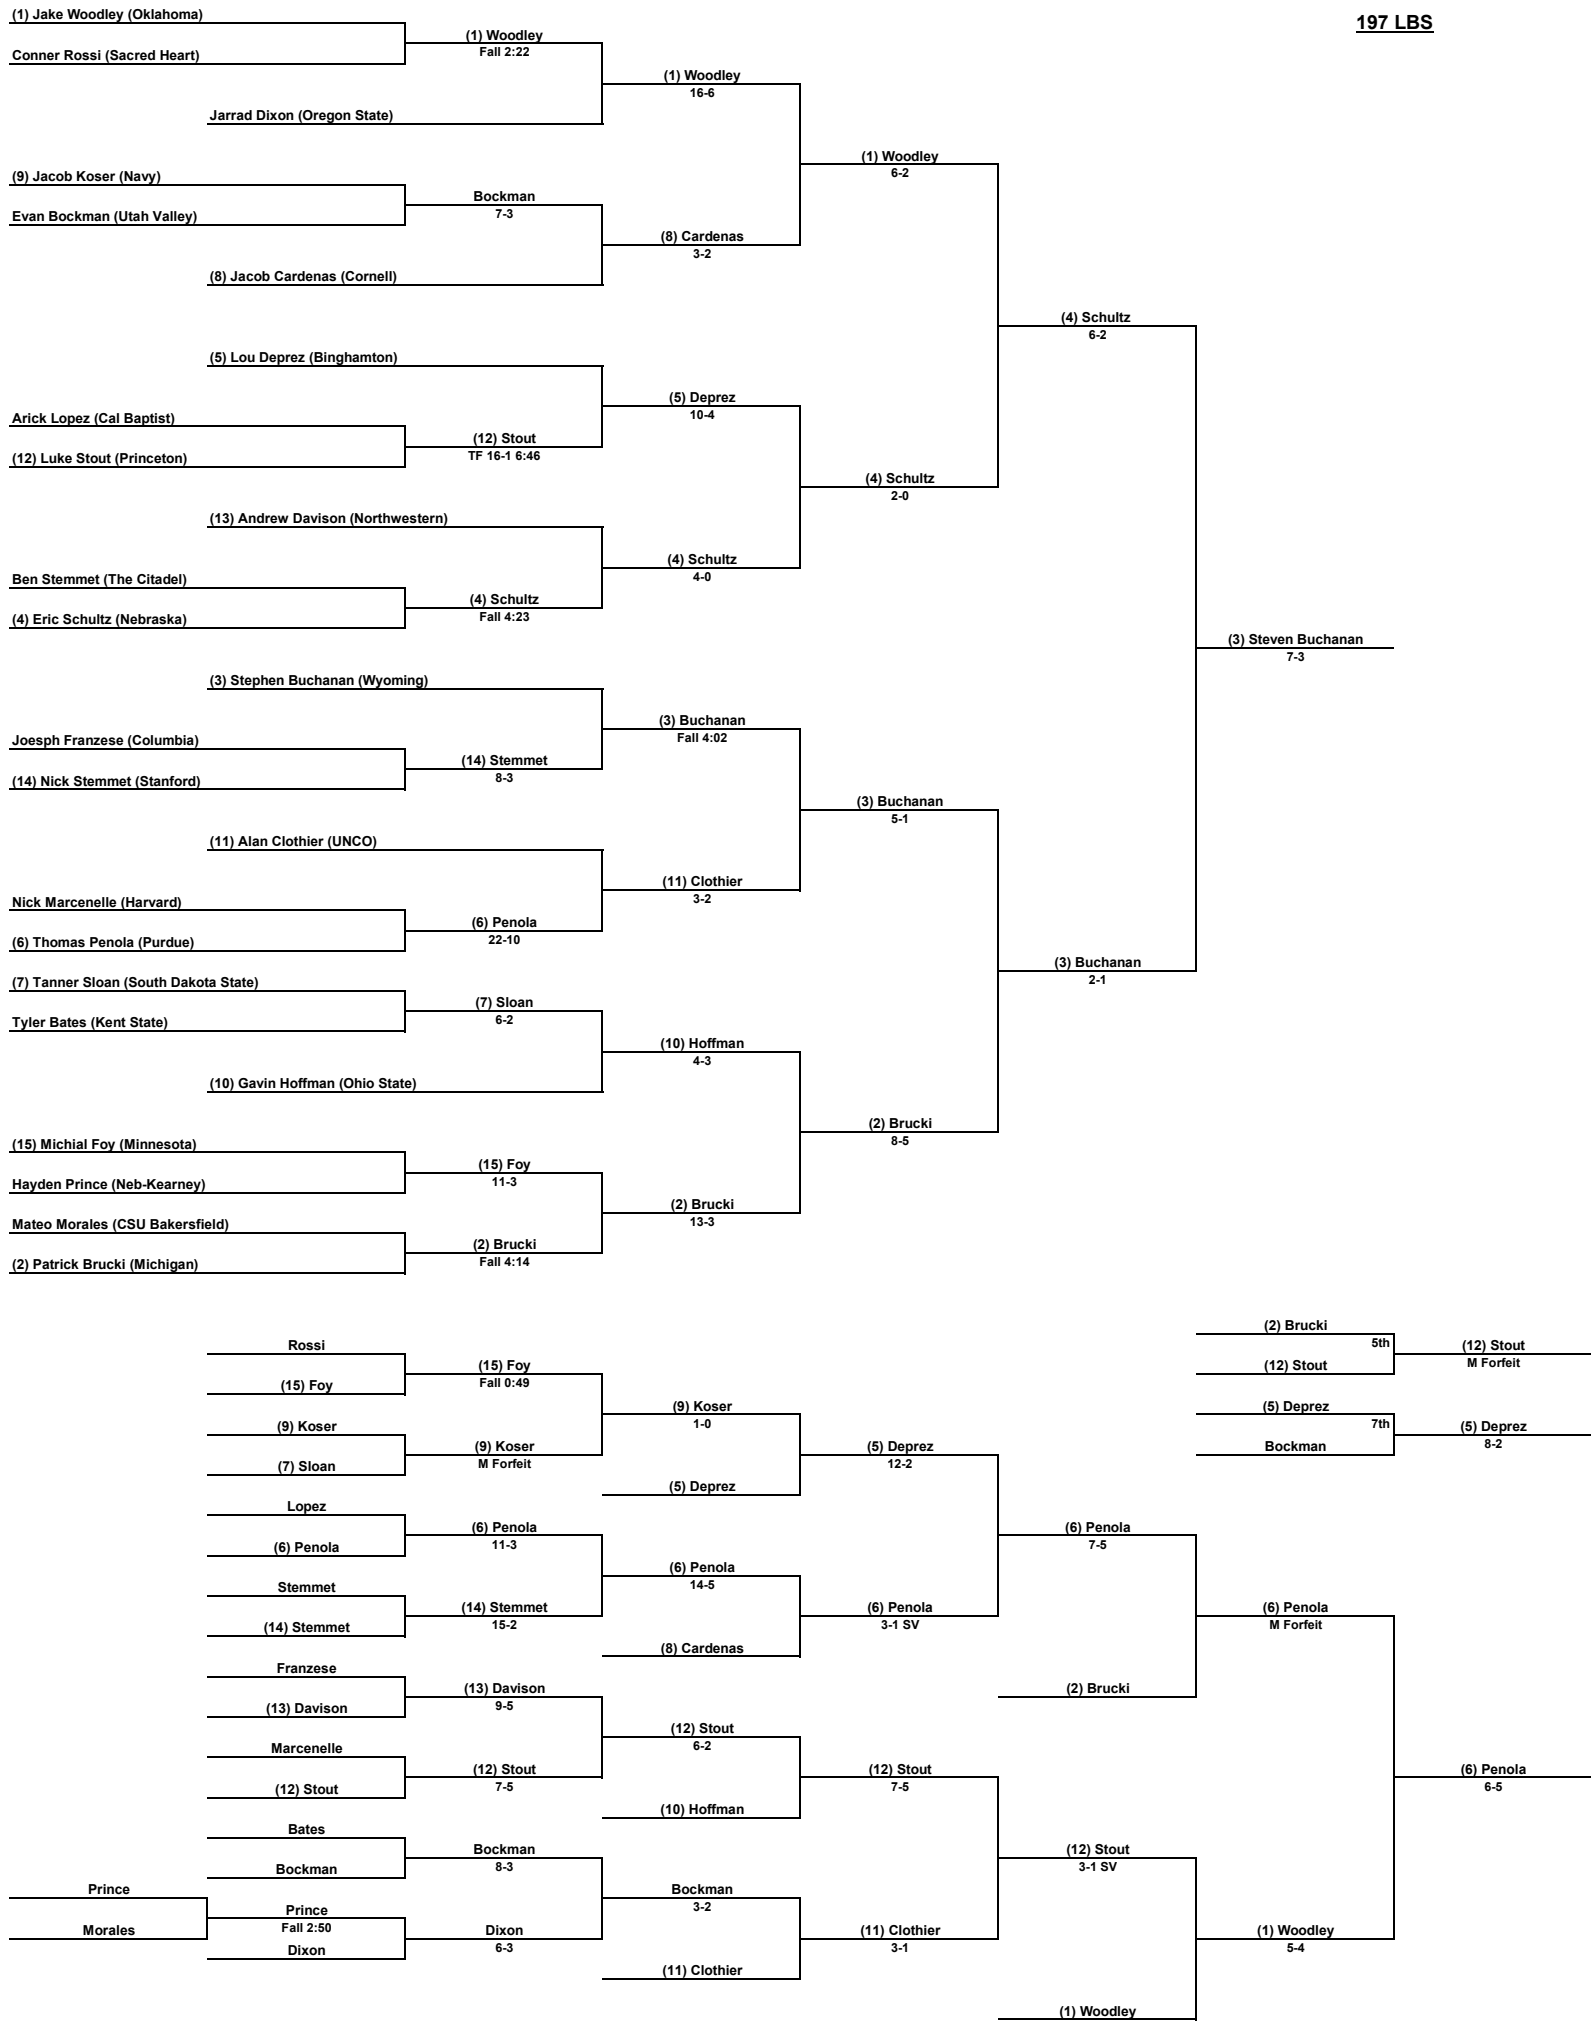 197 LBS
(1) Jake Woodley (Oklahoma)
(1) Woodley
Conner Rossi (Sacred Heart)
Fall 2:22
(1) Woodley
16-6
Jarrad Dixon (Oregon State)
(1) Woodley
6-2
(9) Jacob Koser (Navy)
Bockman
Evan Bockman (Utah Valley)
7-3
(8) Cardenas
3-2
(8) Jacob Cardenas (Cornell)
(4) Schultz
6-2
(5) Lou Deprez (Binghamton)
(5) Deprez
10-4
Arick Lopez (Cal Baptist)
(12) Stout
(12) Luke Stout (Princeton)
TF 16-1 6:46
(4) Schultz
2-0
(13) Andrew Davison (Northwestern)
(4) Schultz
4-0
Ben Stemmet (The Citadel)
(4) Schultz
(4) Eric Schultz (Nebraska)
Fall 4:23
(3) Steven Buchanan
7-3
(3) Stephen Buchanan (Wyoming)
(3) Buchanan
Fall 4:02
Joesph Franzese (Columbia)
(14) Stemmet
(14) Nick Stemmet (Stanford)
8-3
(3) Buchanan
5-1
(11) Alan Clothier (UNCO)
(11) Clothier
3-2
Nick Marcenelle (Harvard)
(6) Penola
(6) Thomas Penola (Purdue)
22-10
(3) Buchanan
2-1
(7) Tanner Sloan (South Dakota State)
(7) Sloan
Tyler Bates (Kent State)
6-2
(10) Hoffman
4-3
(10) Gavin Hoffman (Ohio State)
(2) Brucki
8-5
(15) Michial Foy (Minnesota)
(15) Foy
Hayden Prince (Neb-Kearney)
11-3
(2) Brucki
13-3
Mateo Morales (CSU Bakersfield)
(2) Brucki
(2) Patrick Brucki (Michigan)
Fall 4:14
(2) Brucki
5th
(12) Stout
(12) Stout
M Forfeit
(5) Deprez
7th
Bockman
(5) Deprez
8-2
Rossi
(15) Foy
(15) Foy
Fall 0:49
(9) Koser
1-0
(9) Koser
(7) Sloan
(9) Koser
M Forfeit
(5) Deprez
12-2
(5) Deprez
Lopez
(6) Penola
(6) Penola
11-3
(6) Penola
7-5
(6) Penola
14-5
Stemmet
(14) Stemmet
(14) Stemmet
15-2
(6) Penola
3-1 SV
(8) Cardenas
(6) Penola
M Forfeit
Franzese
(13) Davison
(13) Davison
9-5
(2) Brucki
(12) Stout
6-2
Marcenelle
(12) Stout
(12) Stout
7-5
(12) Stout
7-5
(10) Hoffman
(6) Penola
6-5
Bates
Bockman
Bockman
8-3
(12) Stout
3-1 SV
Bockman
3-2
Prince
Morales
Prince
Fall 2:50
Dixon
Dixon
6-3
(11) Clothier
3-1
(11) Clothier
(1) Woodley
5-4
(1) Woodley